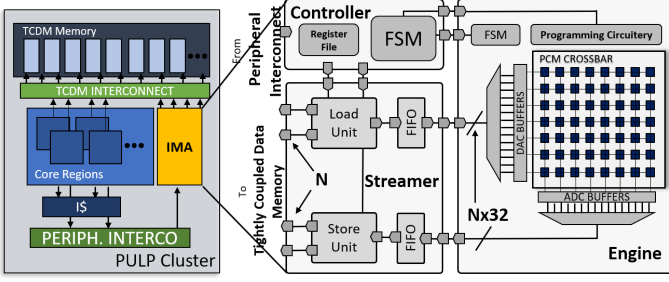 TCDM Memory
TCDM INTERCONNECT
Core Regions
IMA
I$
PERIPH. INTERCO
PULP Cluster
From
Peripheral
Interconnect
To
Tightly Coupled Data
Memory
Controller
Register
File
FSM
Load
Unit
FIFO
N
Streamer
Store
Unit
FIFO
FSM
Programming Circuitery
PCM CROSSBAR
DAC BUFFERS
ADC BUFFERS
Nx32
Engine